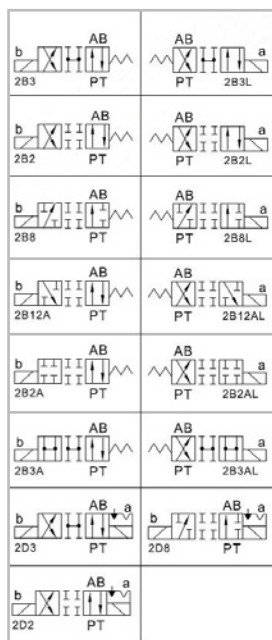 b AB
2B3 PT
AB a
PT 2B3L
b AB
2B2 PT
AB a
PT 2B2L
b AB
2B8 PT
AB a
PT 2B8L
b AB
2B12A PT
AB a
PT 2B12AL
b AB
2B2A PT
AB a
PT 2B2AL
b AB
2B3A PT
AB a
PT 2B3AL
b AB a
2D3 PT
b AB a
2D8 PT
b AB a
2D2 PT